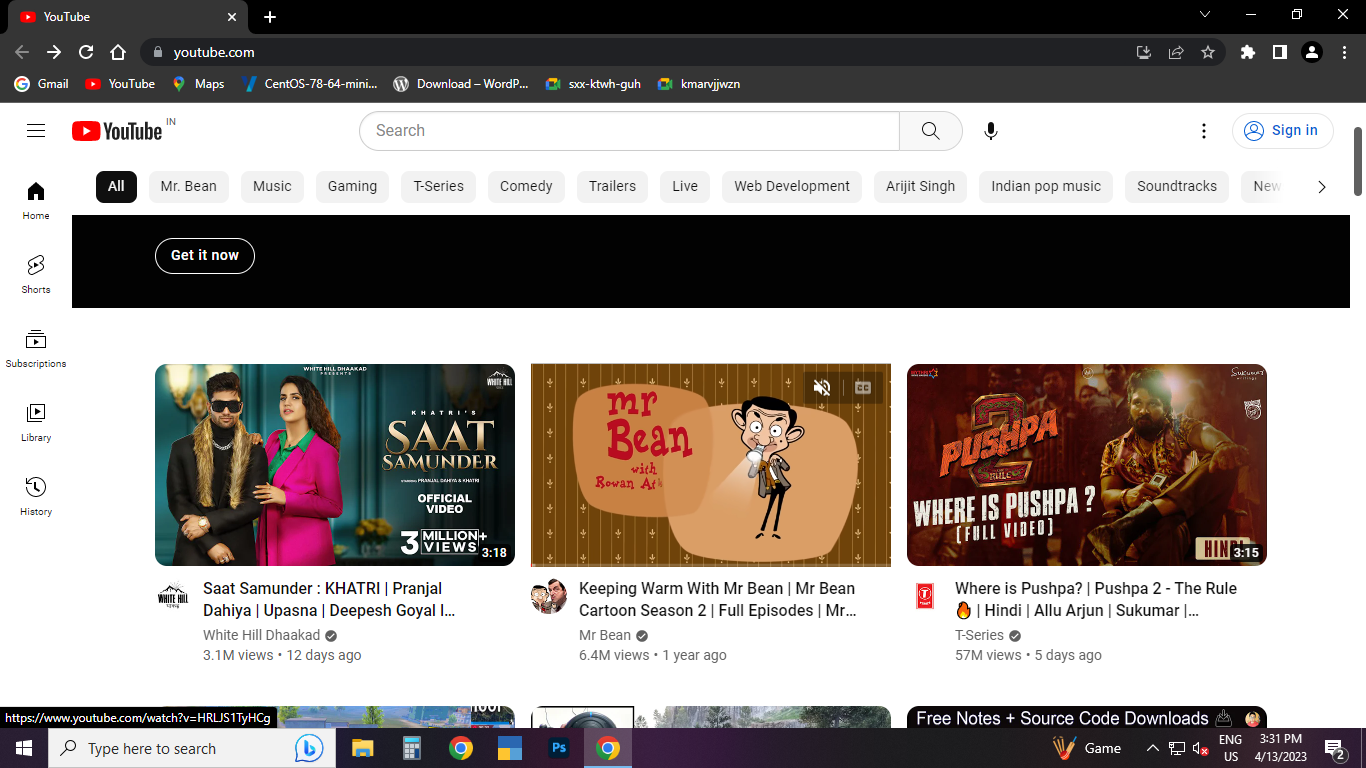 YouTube
youtube.com
Gmail
YouTube
Maps
CentOS-78-64-mini...
Download – WordP...
sxx-ktwh-guh
kmarvjjwzn
YouTube IN
Search
Sign in
All
Mr. Bean
Music
Gaming
T-Series
Comedy
Trailers
Live
Web Development
Arijit Singh
Indian pop music
Soundtracks
New
Home
Shorts
Subscriptions
Library
History
Get it now
WHITE HILL DHAAKAD
PRESENTS
WHITE HILL
KHATRI'S
SAAT
SAMUNDER
STARRING PRANJAL DAHIYA & KHATRI
OFFICIAL
VIDEO
3 MILLION+
VIEWS
3:18
mr
Bean
with
Rowan At
CC
SUKUMAR
writings
PUSHPA 2
THE RULE
WHERE IS PUSHPA ?
(FULL VIDEO)
HINDI
3:15
WHITE HILL
Saat Samunder : KHATRI | Pranjal
Dahiya | Upasna | Deepesh Goyal I...
White Hill Dhaakad
3.1M views • 12 days ago
Keeping Warm With Mr Bean | Mr Bean
Cartoon Season 2 | Full Episodes | Mr...
Mr Bean
6.4M views • 1 year ago
T-SERIES
Where is Pushpa? | Pushpa 2 - The Rule
🔥 | Hindi | Allu Arjun | Sukumar |...
T-Series
57M views • 5 days ago
Free Notes + Source Code Downloads
https://www.youtube.com/watch?v=HRLJS1TyHCg
Type here to search
Ps
Game
ENG
US
3:31 PM
4/13/2023
2